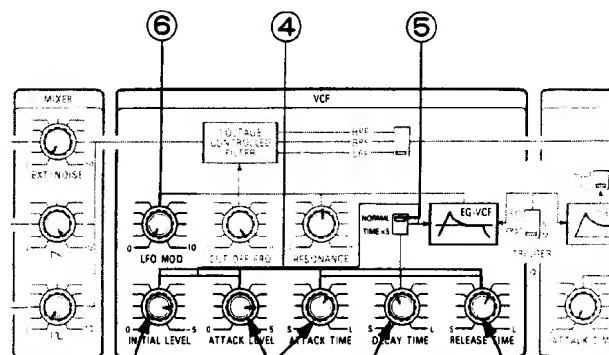 ⑥ ④ ⑤
MIXER
VCF
VOLTAGE
CONTROLLED
FILTER
HPF
BPF
LPF
EXT/NOISE
NORMAL
TIME×5
EG-VCF
0 10
LFO MOD
CUT OFF FRQ
RESONANCE
TRIGGER
10
0 5
INITIAL LEVEL
0 5
ATTACK LEVEL
S L
ATTACK TIME
S L
DECAY TIME
S L
RELEASE TIME
ATTACK